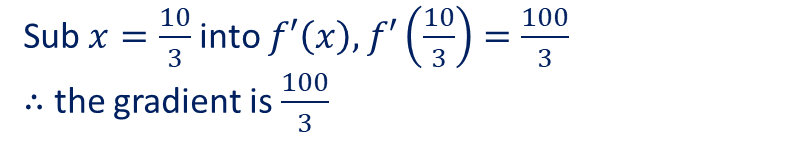 Sub x = 10/3 into f′(x), f′(10/3) = 100/3
∴ the gradient is 100/3